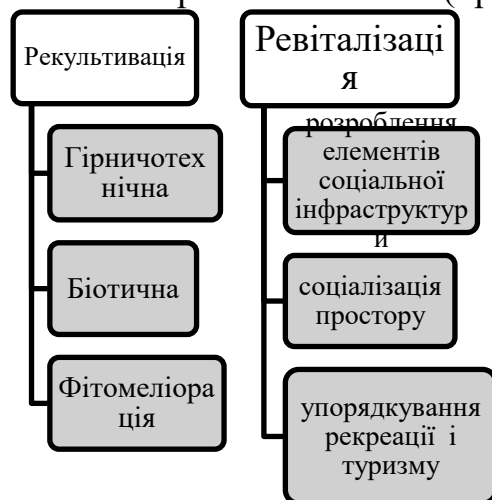 Рекультивація
Гірничотех
нічна
Біотична
Фітомеліора
ція
Ревіталізаці
я
розроблення
елементів
соціальної
інфраструктур
и
соціалізація
простору
упорядкування
рекреації і
туризму